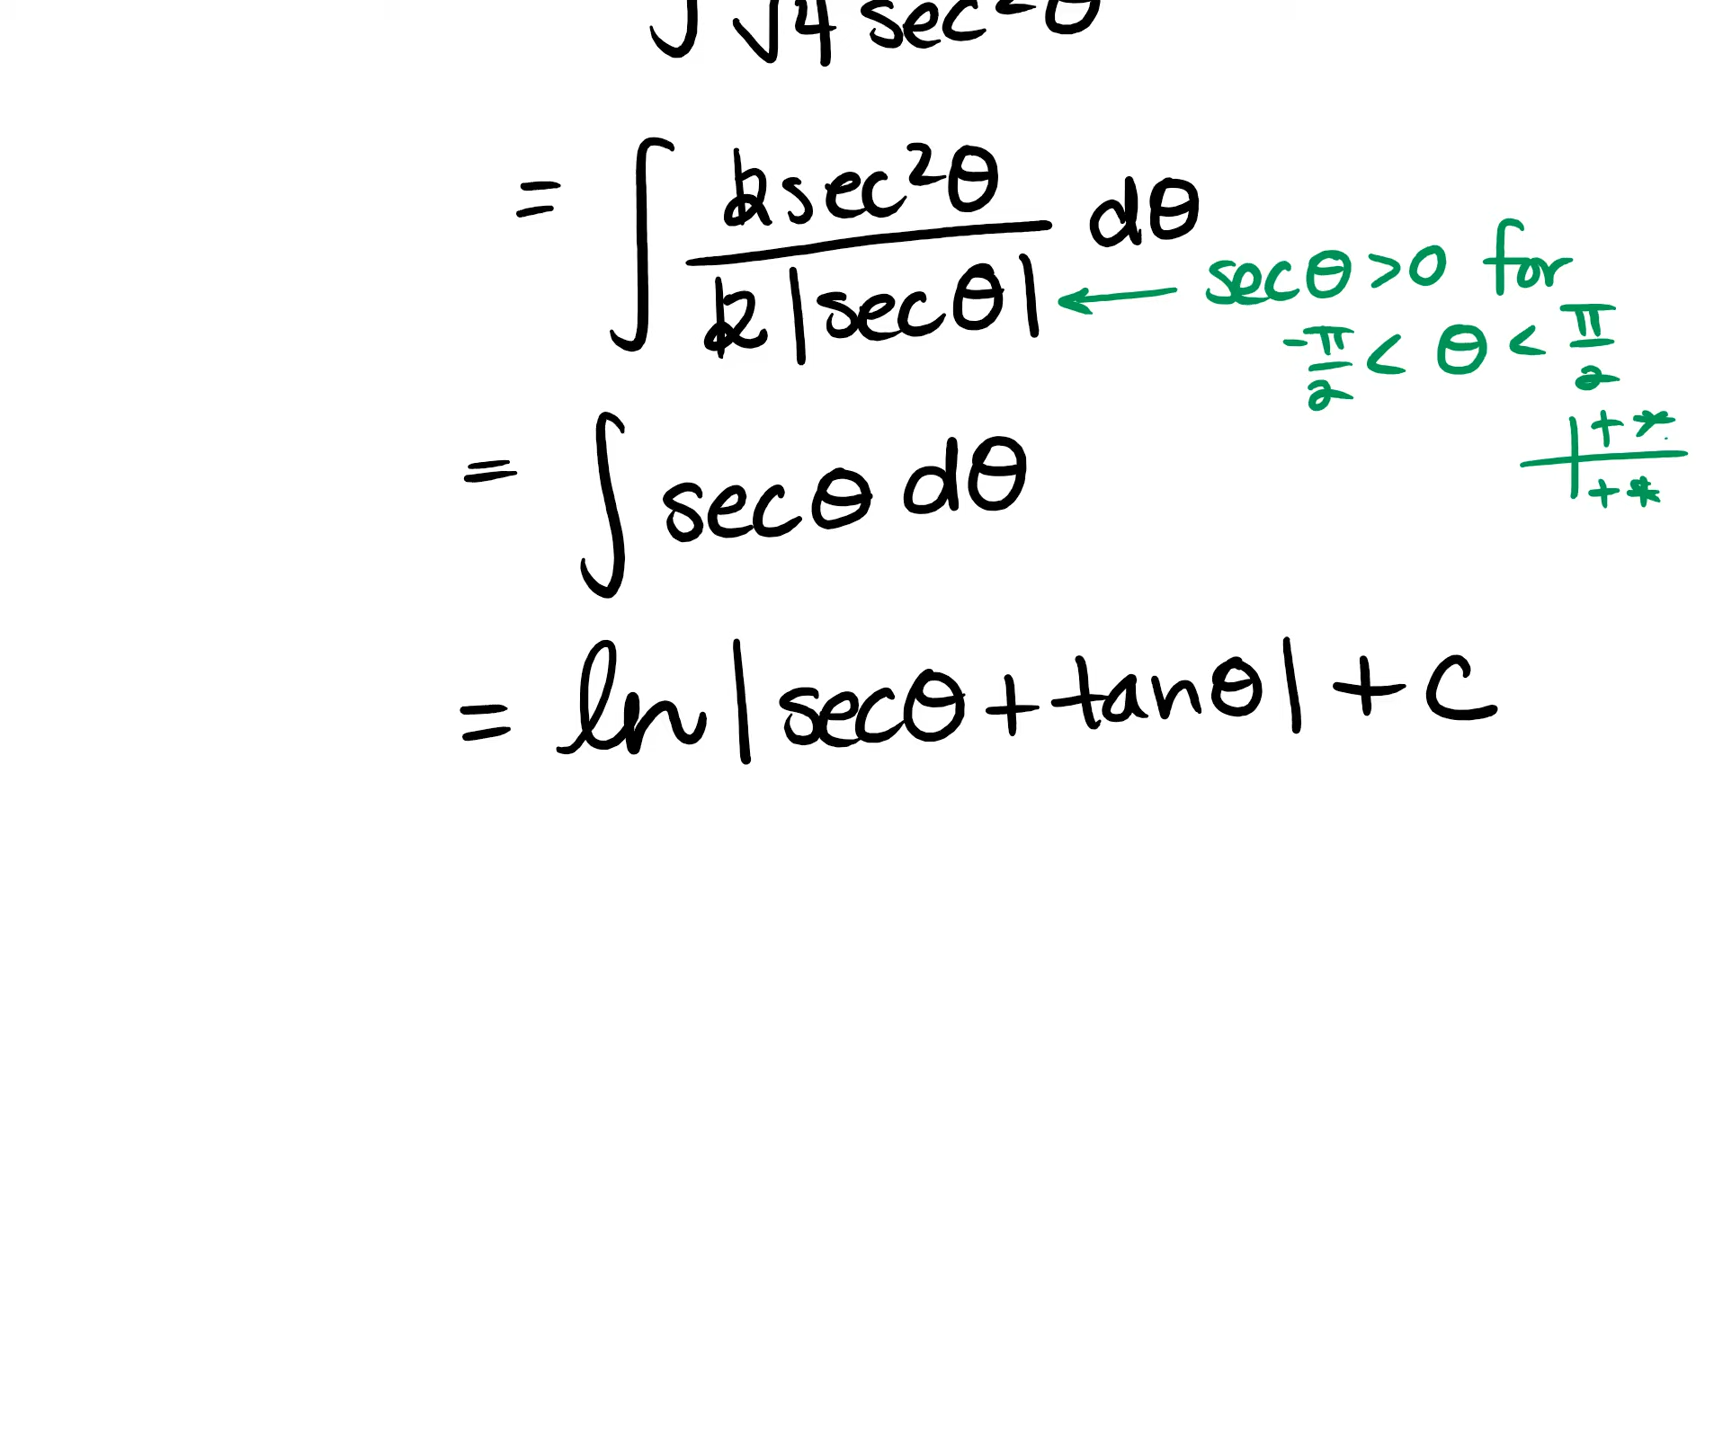 ∫ √4 sec²θ
= ∫ 2sec²θ / 2|secθ| dθ ← secθ > 0 for
-π/2 < θ < π/2
+ *
+ *
= ∫ secθ dθ
= ln|secθ + tanθ| + C